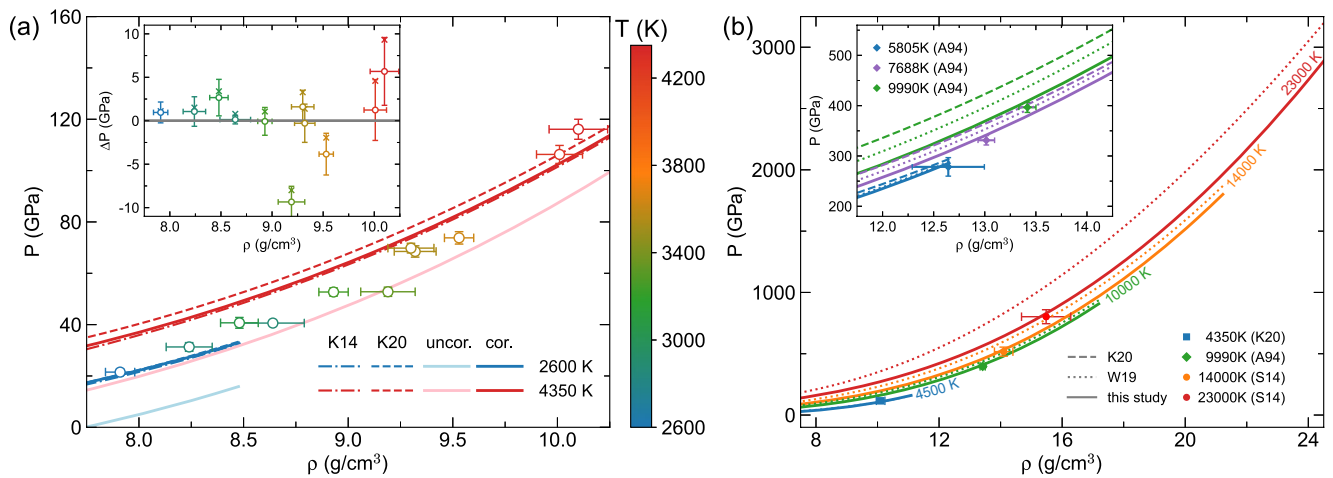 (a)
P (GPa)
160
120
80
40
0
8.0 8.5 9.0 9.5 10.0
ρ (g/cm³)
ΔP (GPa)
10
5
0
-5
-10
8.0 8.5 9.0 9.5 10.0
ρ (g/cm³)
K14 K20 uncor. cor.
2600 K
4350 K
T (K)
4200
3800
3400
3000
2600
(b)
P (GPa)
3000
2000
1000
0
8 12 16 20 24
ρ (g/cm³)
P (GPa)
500
400
300
200
12.0 12.5 13.0 13.5 14.0
ρ (g/cm³)
5805K (A94)
7688K (A94)
9990K (A94)
23000 K
14000 K
10000 K
4500 K
K20
W19
this study
4350K (K20)
9990K (A94)
14000K (S14)
23000K (S14)